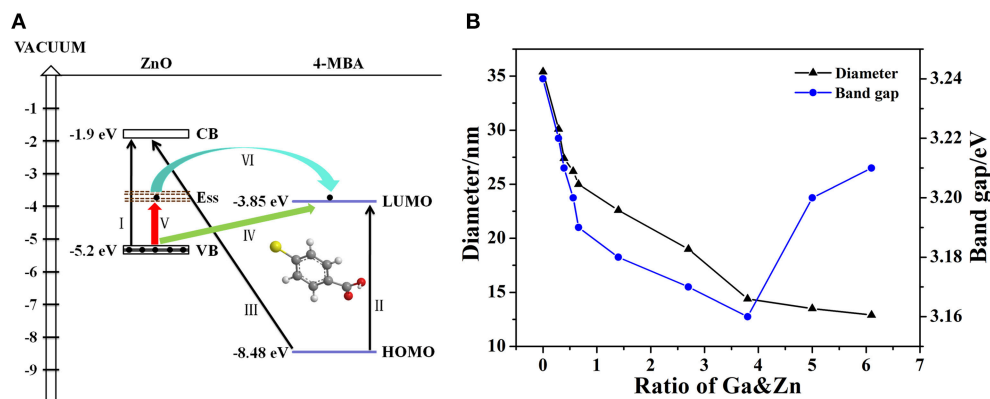 A
VACUUM
ZnO
4-MBA
-1
-2
-3
-4
-5
-6
-7
-8
-9
-1.9 eV
CB
VI
Ess
-3.85 eV
LUMO
I
V
IV
-5.2 eV
VB
III
II
-8.48 eV
HOMO
B
Diameter/nm
35
30
25
20
15
10
Diameter
Band gap
3.24
3.22
3.20
3.18
3.16
Band gap/eV
0 1 2 3 4 5 6 7
Ratio of Ga&Zn